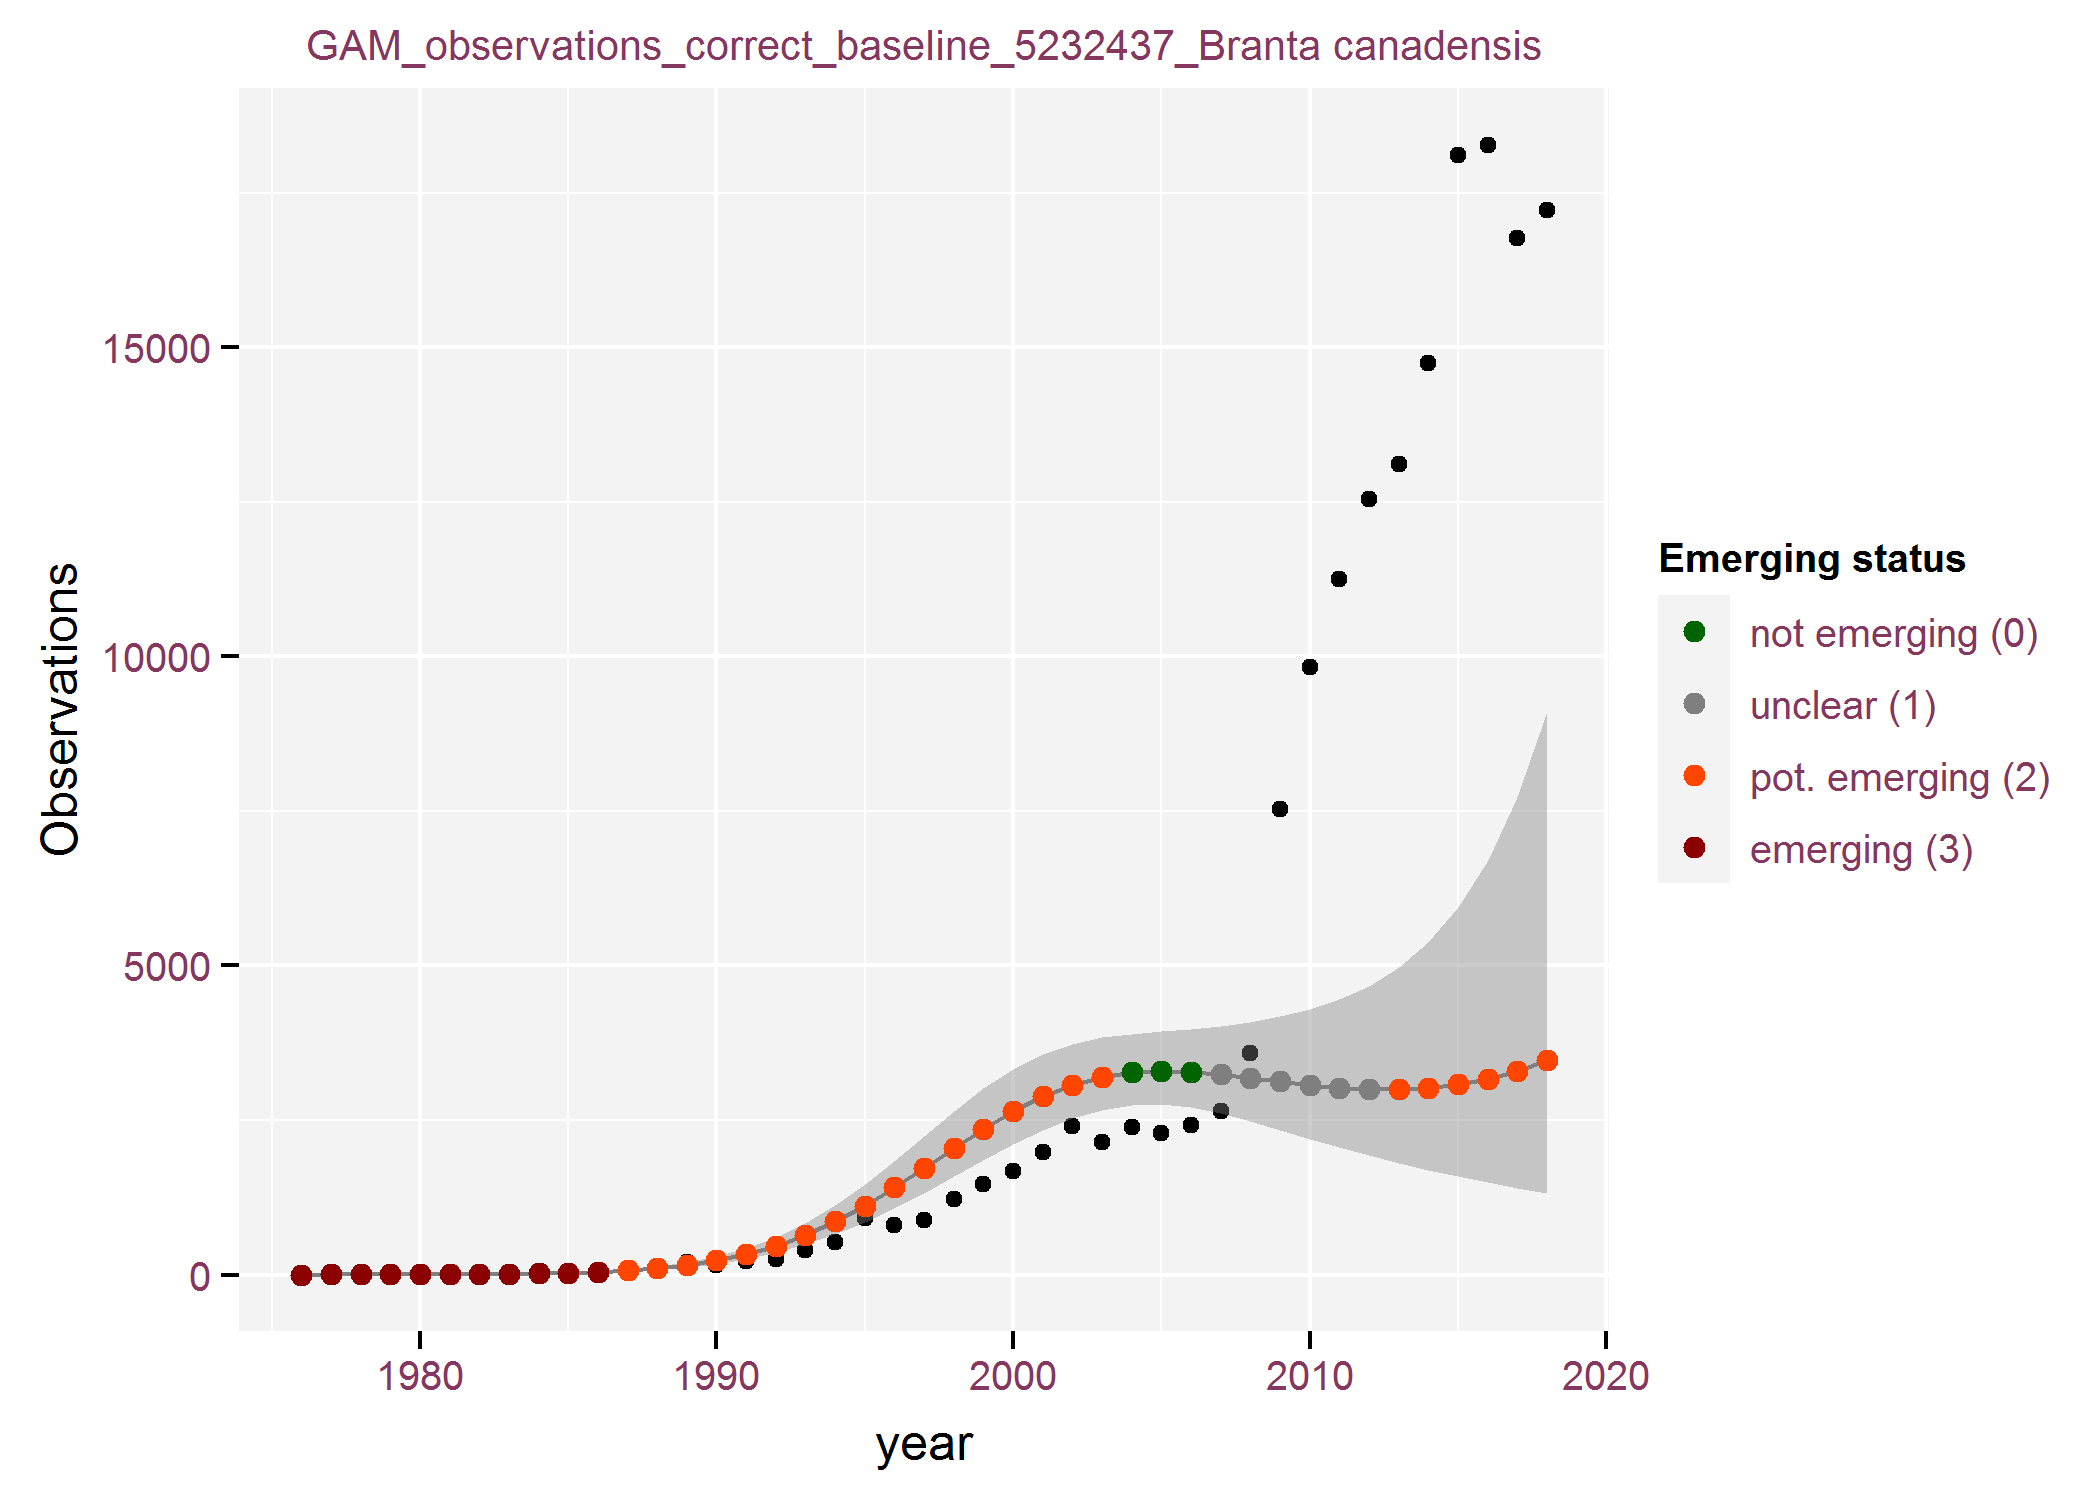 GAM_observations_correct_baseline_5232437_Branta canadensis
Observations
15000
10000
5000
0
1980
1990
2000
2010
2020
year
Emerging status
not emerging (0)
unclear (1)
pot. emerging (2)
emerging (3)